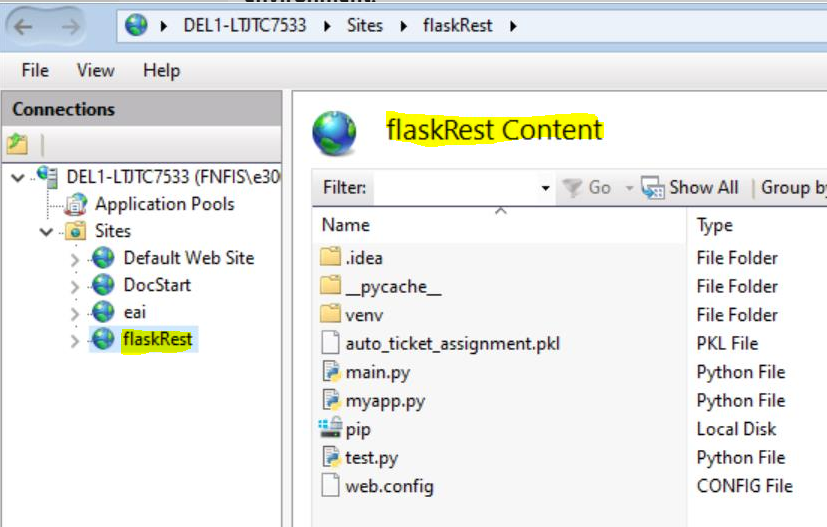 DEL1-LTJTC7533 Sites flaskRest
File View Help
Connections
flaskRest Content
DEL1-LTJTC7533 (FNFIS\e30
Application Pools
Sites
Default Web Site
DocStart
eai
flaskRest
Filter: Go Show All Group by
Name Type
.idea File Folder
__pycache__ File Folder
venv File Folder
auto_ticket_assignment.pkl PKL File
main.py Python File
myapp.py Python File
pip Local Disk
test.py Python File
web.config CONFIG File